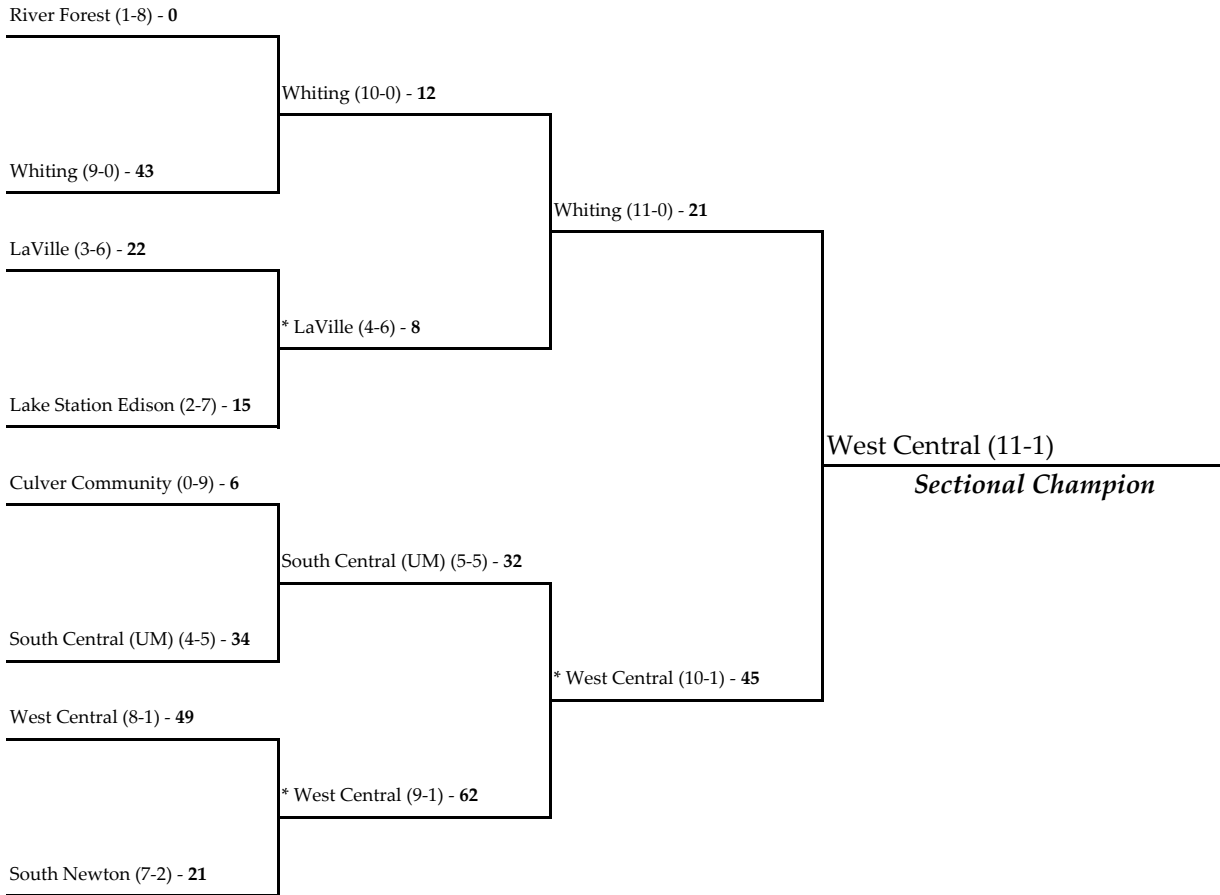 River Forest (1-8) - 0
Whiting (10-0) - 12
Whiting (9-0) - 43
Whiting (11-0) - 21
LaVille (3-6) - 22
* LaVille (4-6) - 8
Lake Station Edison (2-7) - 15
West Central (11-1)
Sectional Champion
Culver Community (0-9) - 6
South Central (UM) (5-5) - 32
South Central (UM) (4-5) - 34
* West Central (10-1) - 45
West Central (8-1) - 49
* West Central (9-1) - 62
South Newton (7-2) - 21